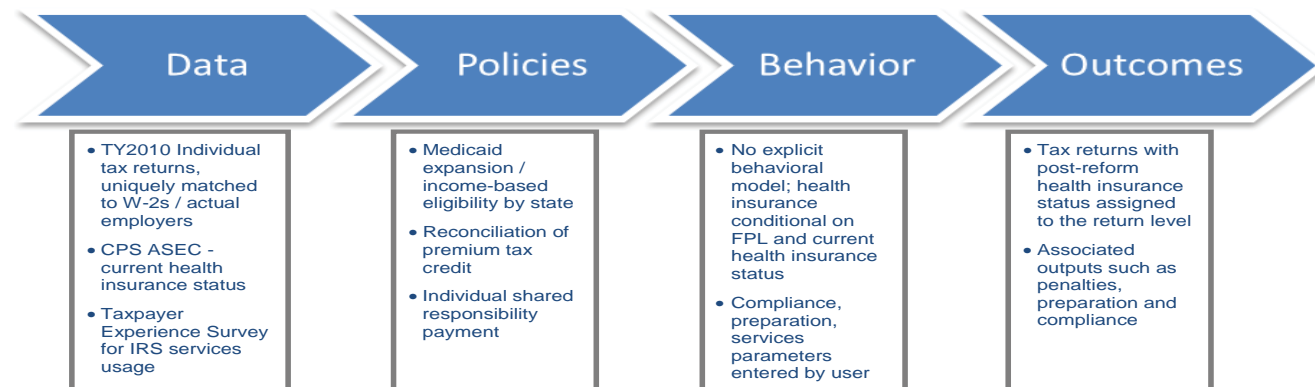 Data
Policies
Behavior
Outcomes
• TY2010 Individual
tax returns,
uniquely matched
to W-2s / actual
employers
• CPS ASEC -
current health
insurance status
• Taxpayer
Experience Survey
for IRS services
usage
• Medicaid
expansion /
income-based
eligibility by state
• Reconciliation of
premium tax
credit
• Individual shared
responsibility
payment
• No explicit
behavioral
model; health
insurance
conditional on
FPL and current
health insurance
status
• Compliance,
preparation,
services
parameters
entered by user
• Tax returns with
post-reform
health insurance
status assigned
to the return level
• Associated
outputs such as
penalties,
preparation and
compliance